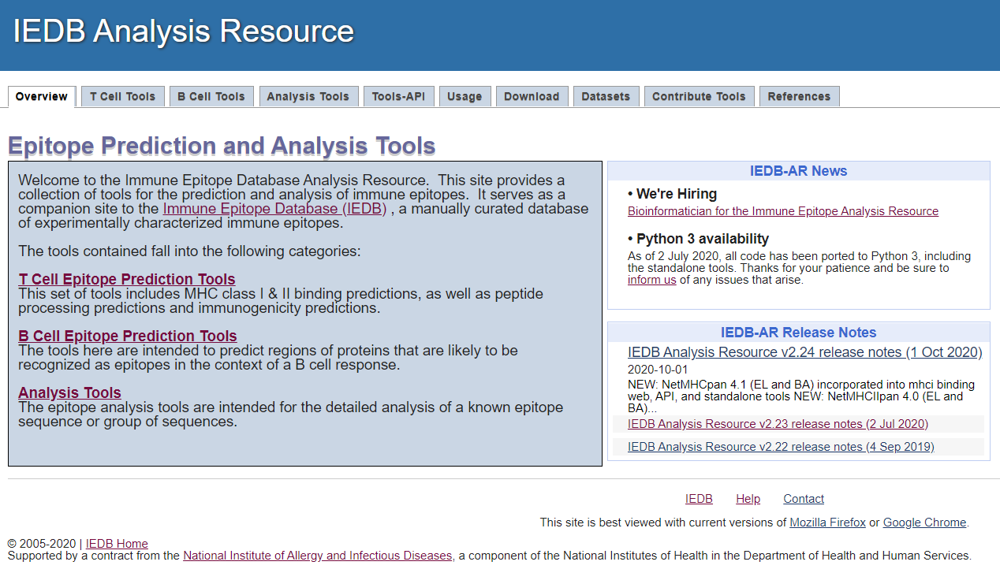 IEDB Analysis Resource
Overview
T Cell Tools
B Cell Tools
Analysis Tools
Tools-API
Usage
Download
Datasets
Contribute Tools
References
Epitope Prediction and Analysis Tools
Welcome to the Immune Epitope Database Analysis Resource.  This site provides a
collection of tools for the prediction and analysis of immune epitopes.  It serves as a
companion site to the Immune Epitope Database (IEDB) , a manually curated database
of experimentally characterized immune epitopes.
The tools contained fall into the following categories:
T Cell Epitope Prediction Tools
This set of tools includes MHC class I & II binding predictions, as well as peptide
processing predictions and immunogenicity predictions.
B Cell Epitope Prediction Tools
The tools here are intended to predict regions of proteins that are likely to be
recognized as epitopes in the context of a B cell response.
Analysis Tools
The epitope analysis tools are intended for the detailed analysis of a known epitope
sequence or group of sequences.
IEDB-AR News
• We're Hiring
Bioinformatician for the Immune Epitope Analysis Resource
• Python 3 availability
As of 2 July 2020, all code has been ported to Python 3, including
the standalone tools. Thanks for your patience and be sure to
inform us of any issues that arise.
IEDB-AR Release Notes
IEDB Analysis Resource v2.24 release notes (1 Oct 2020)
2020-10-01
NEW: NetMHCpan 4.1 (EL and BA) incorporated into mhci binding
web, API, and standalone tools NEW: NetMHCIIpan 4.0 (EL and
BA)...
IEDB Analysis Resource v2.23 release notes (2 Jul 2020)
IEDB Analysis Resource v2.22 release notes (4 Sep 2019)
IEDB
Help
Contact
This site is best viewed with current versions of Mozilla Firefox or Google Chrome.
© 2005-2020 | IEDB Home
Supported by a contract from the National Institute of Allergy and Infectious Diseases, a component of the National Institutes of Health in the Department of Health and Human Services.